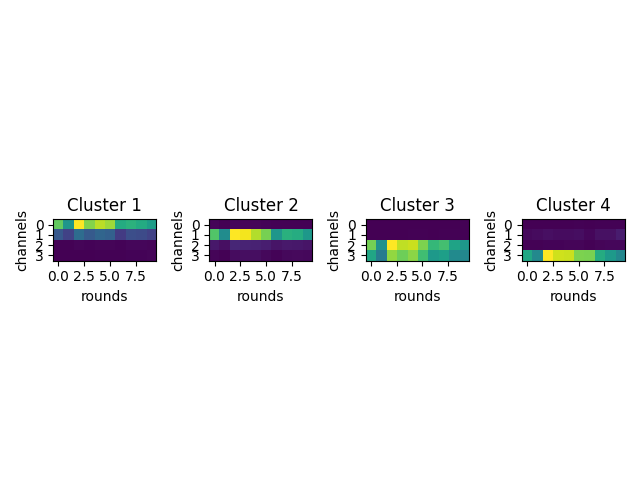 Cluster 1 Cluster 2 Cluster 3 Cluster 4
channels channels channels channels
0 0 0 0
1 1 1 1
2 2 2 2
3 3 3 3
0.0 2.5 5.0 7.5 0.0 2.5 5.0 7.5 0.0 2.5 5.0 7.5 0.0 2.5 5.0 7.5
rounds rounds rounds rounds